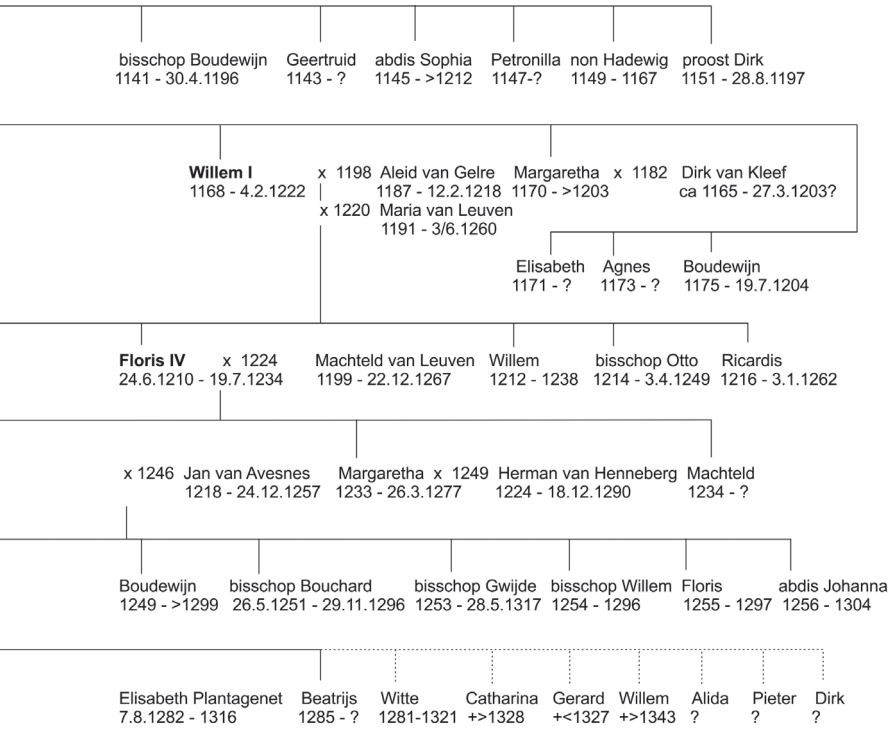 bisschop Boudewijn Geertruid abdis Sophia Petronilla non Hadewig proost Dirk
1141 - 30.4.1196 1143 - ? 1145 - >1212 1147-? 1149 - 1167 1151 - 28.8.1197
Willem I x 1198 Aleid van Gelre Margaretha x 1182 Dirk van Kleef
1168 - 4.2.1222 1187 - 12.2.1218 1170 - >1203 ca 1165 - 27.3.1203?
x 1220 Maria van Leuven
1191 - 3/6.1260
Elisabeth Agnes Boudewijn
1171 - ? 1173 - ? 1175 - 19.7.1204
Floris IV x 1224 Machteld van Leuven Willem bisschop Otto Ricardis
24.6.1210 - 19.7.1234 1199 - 22.12.1267 1212 - 1238 1214 - 3.4.1249 1216 - 3.1.1262
x 1246 Jan van Avesnes Margaretha x 1249 Herman van Henneberg Machteld
1218 - 24.12.1257 1233 - 26.3.1277 1224 - 18.12.1290 1234 - ?
Boudewijn bisschop Bouchard bisschop Gwijde bisschop Willem Floris abdis Johanna
1249 - >1299 26.5.1251 - 29.11.1296 1253 - 28.5.1317 1254 - 1296 1255 - 1297 1256 - 1304
Elisabeth Plantagenet Beatrijs Witte Catharina Gerard Willem Alida Pieter Dirk
7.8.1282 - 1316 1285 - ? 1281-1321 +>1328 +<1327 +>1343 ? ? ?